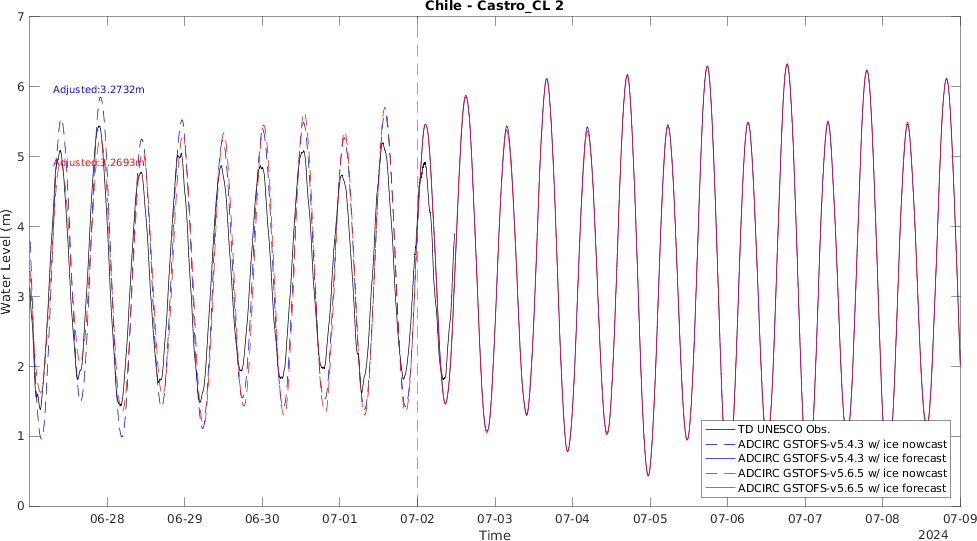 Chile - Castro_CL 2
7
6
5
4
3
2
1
0
Water Level (m)
Adjusted:3.2732m
Adjusted:3.2693m
TD UNESCO Obs.
ADCIRC GSTOFS-v5.4.3 w/ ice nowcast
ADCIRC GSTOFS-v5.4.3 w/ ice forecast
ADCIRC GSTOFS-v5.6.5 w/ ice nowcast
ADCIRC GSTOFS-v5.6.5 w/ ice forecast
06-28 06-29 06-30 07-01 07-02 07-03 07-04 07-05 07-06 07-07 07-08 07-09
Time
2024